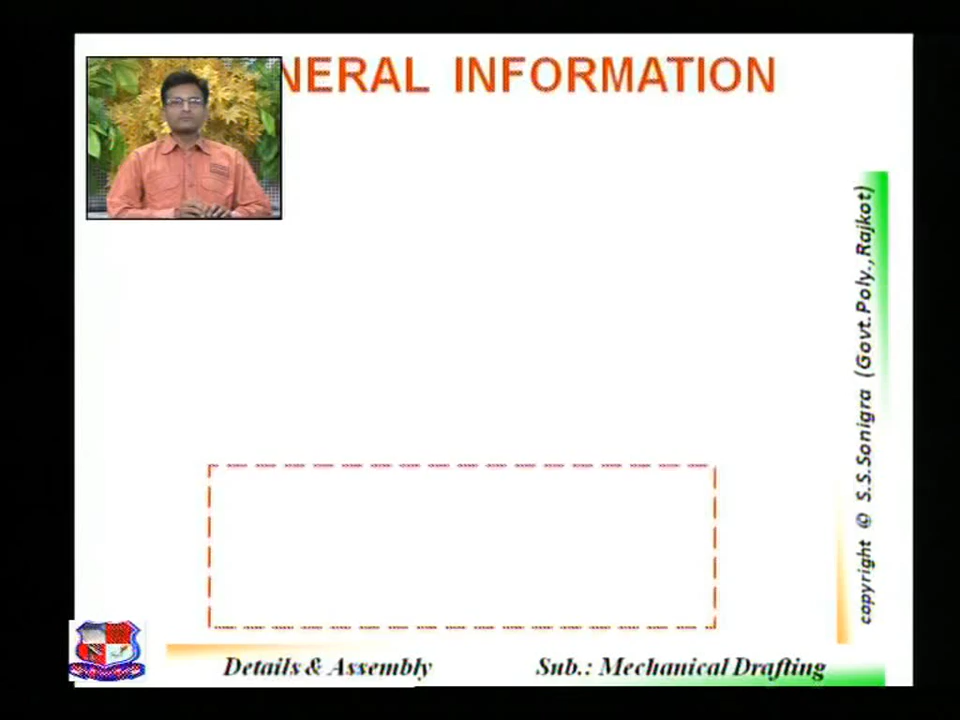 NERAL INFORMATION
copyright © S.S.Sonigra (Govt.Poly.,Rajkot)
Details & Assembly
Sub.: Mechanical Drafting